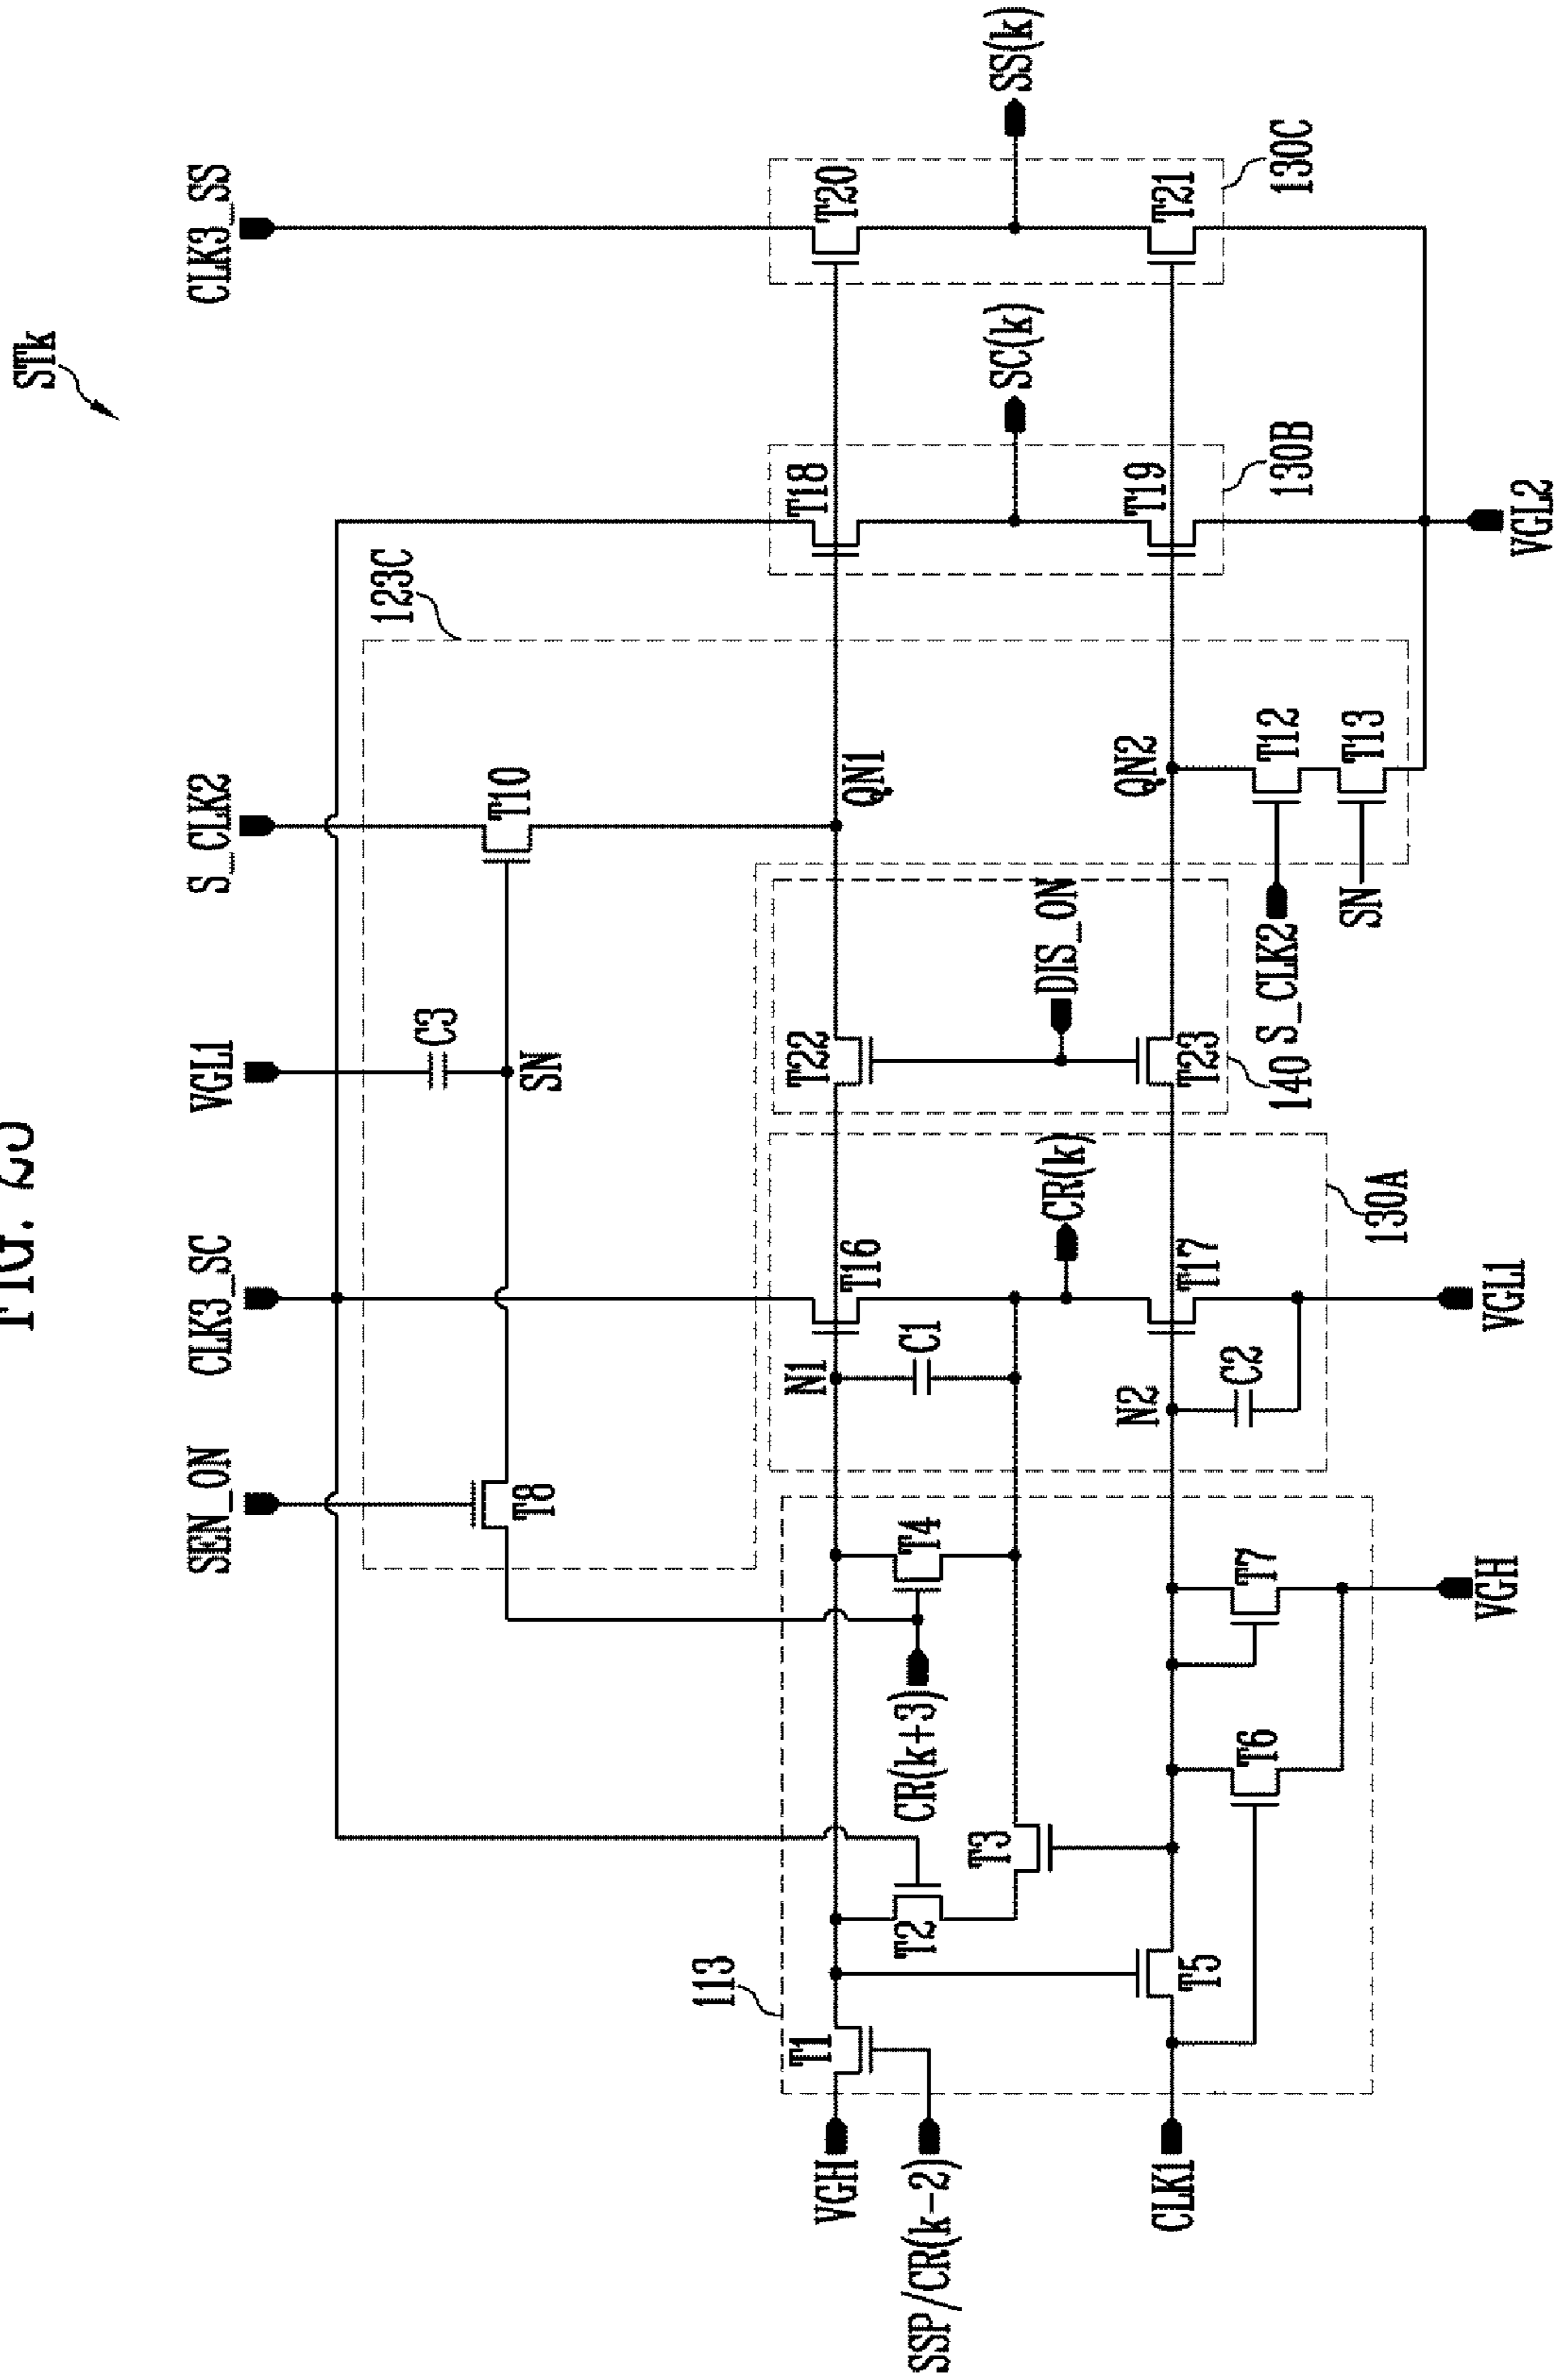 STk
CLK3_SS
S_CLK2
VGL1
CLK3_SC
SEN_ON
123C
T10
C3
SN
T8
SS(k)
SC(k)
T20
T18
QN1
T22
T16
N1
C1
T4
CR(k+3)
T2
T3
113
T1
VGH
SSP/CR(k-2)
DIS_ON
CR(k)
T21
T19
QN2
T23
T17
N2
C2
T7
T6
T5
CLK1
130C
130B
T12
T13
S_CLK2
SN
140
130A
VGL2
VGL1
VGH